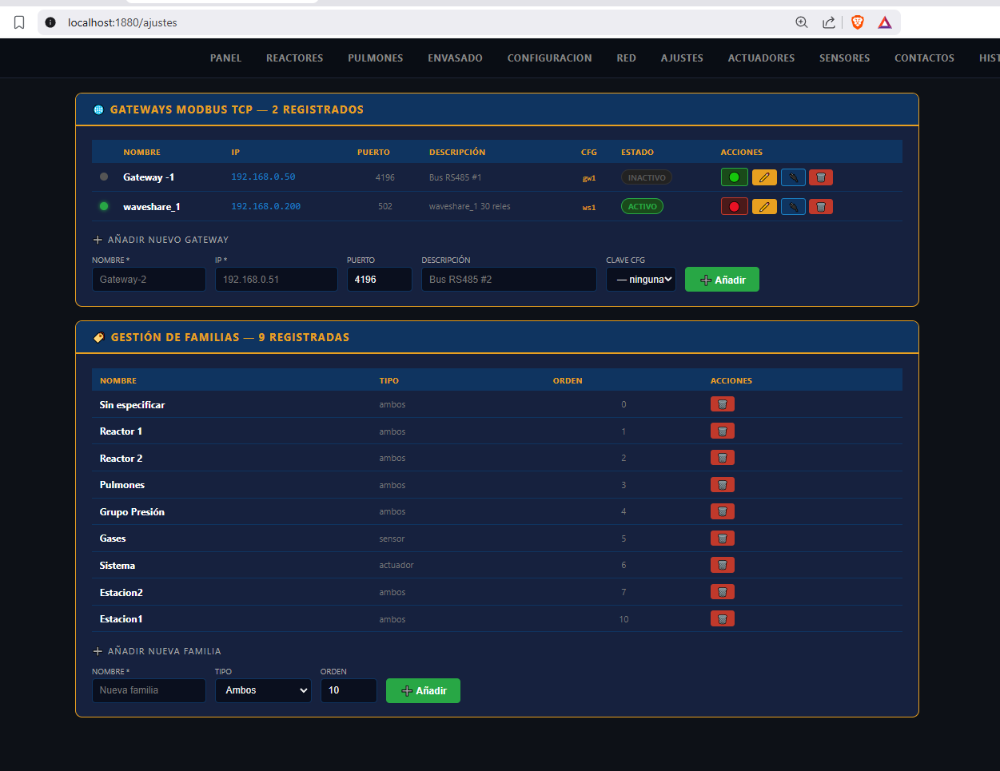 localhost:1880/ajustes
PANEL REACTORES PULMONES ENVASADO CONFIGURACION RED AJUSTES ACTUADORES SENSORES CONTACTOS HIST
GATEWAYS MODBUS TCP — 2 REGISTRADOS
NOMBRE IP PUERTO DESCRIPCIÓN CFG ESTADO ACCIONES
Gateway -1 192.168.0.50 4196 Bus RS485 #1 gw1 INACTIVO
waveshare_1 192.168.0.200 502 waveshare_1 30 reles ws1 ACTIVO
+ AÑADIR NUEVO GATEWAY
NOMBRE * IP * PUERTO DESCRIPCIÓN CLAVE CFG
Gateway-2 192.168.0.51 4196 Bus RS485 #2 — ninguna + Añadir
GESTIÓN DE FAMILIAS — 9 REGISTRADAS
NOMBRE TIPO ORDEN ACCIONES
Sin especificar ambos 0
Reactor 1 ambos 1
Reactor 2 ambos 2
Pulmones ambos 3
Grupo Presión ambos 4
Gases sensor 5
Sistema actuador 6
Estacion2 ambos 7
Estacion1 ambos 10
+ AÑADIR NUEVA FAMILIA
NOMBRE * TIPO ORDEN
Nueva familia Ambos 10 + Añadir